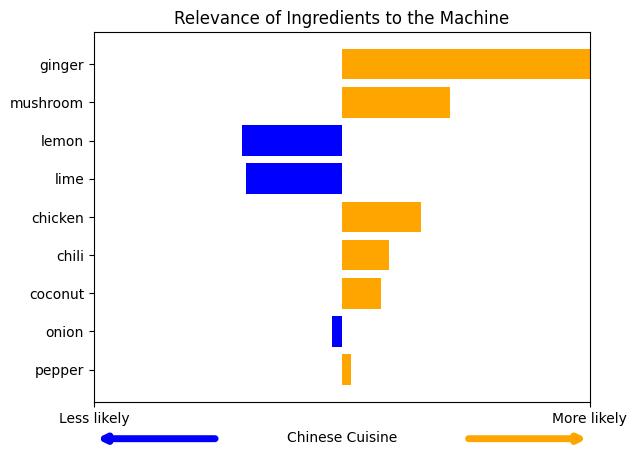 Relevance of Ingredients to the Machine
ginger
mushroom
lemon
lime
chicken
chili
coconut
onion
pepper
Less likely
More likely
Chinese Cuisine